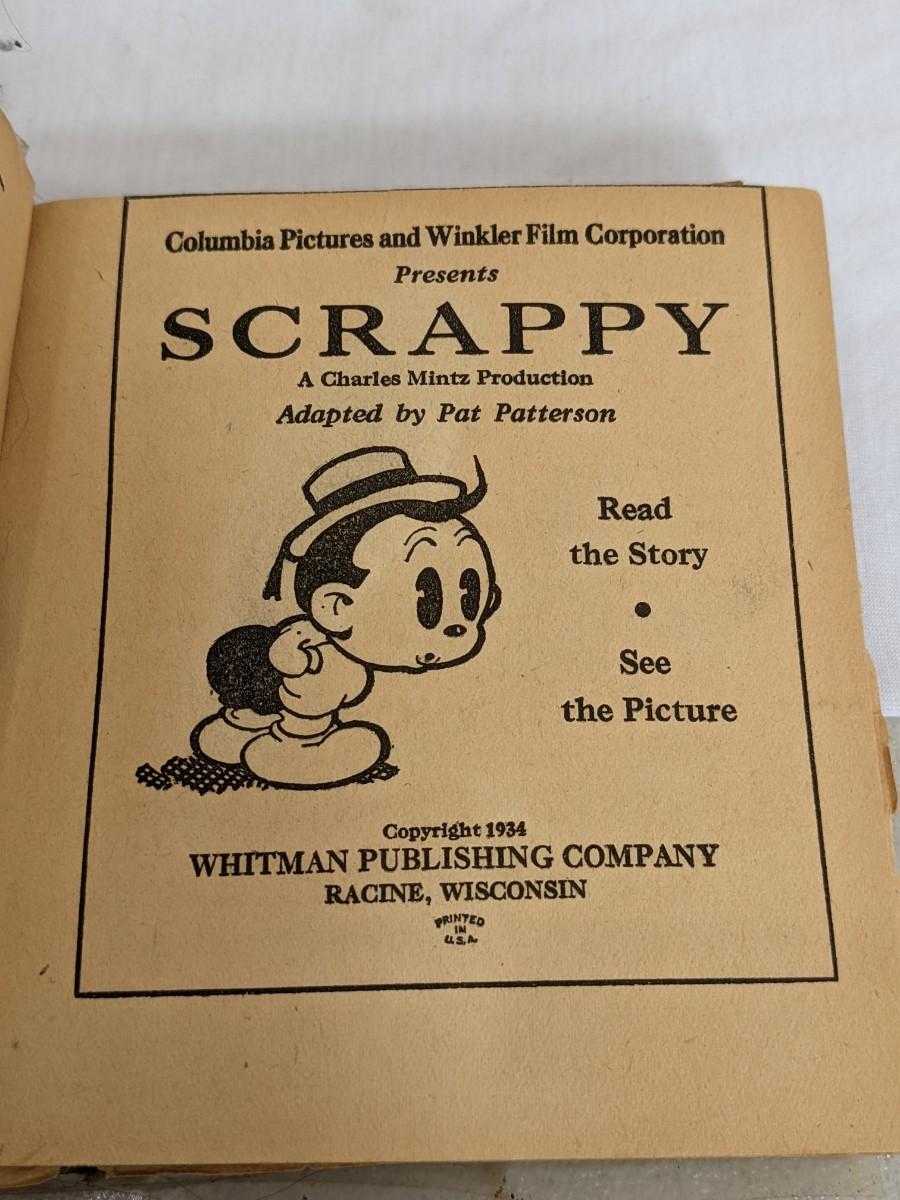 Columbia Pictures and Winkler Film Corporation
Presents
SCRAPPY
A Charles Mintz Production
Adapted by Pat Patterson
Read
the Story
•
See
the Picture
Copyright 1934
WHITMAN PUBLISHING COMPANY
RACINE, WISCONSIN
PRINTED
IN
U.S.A.